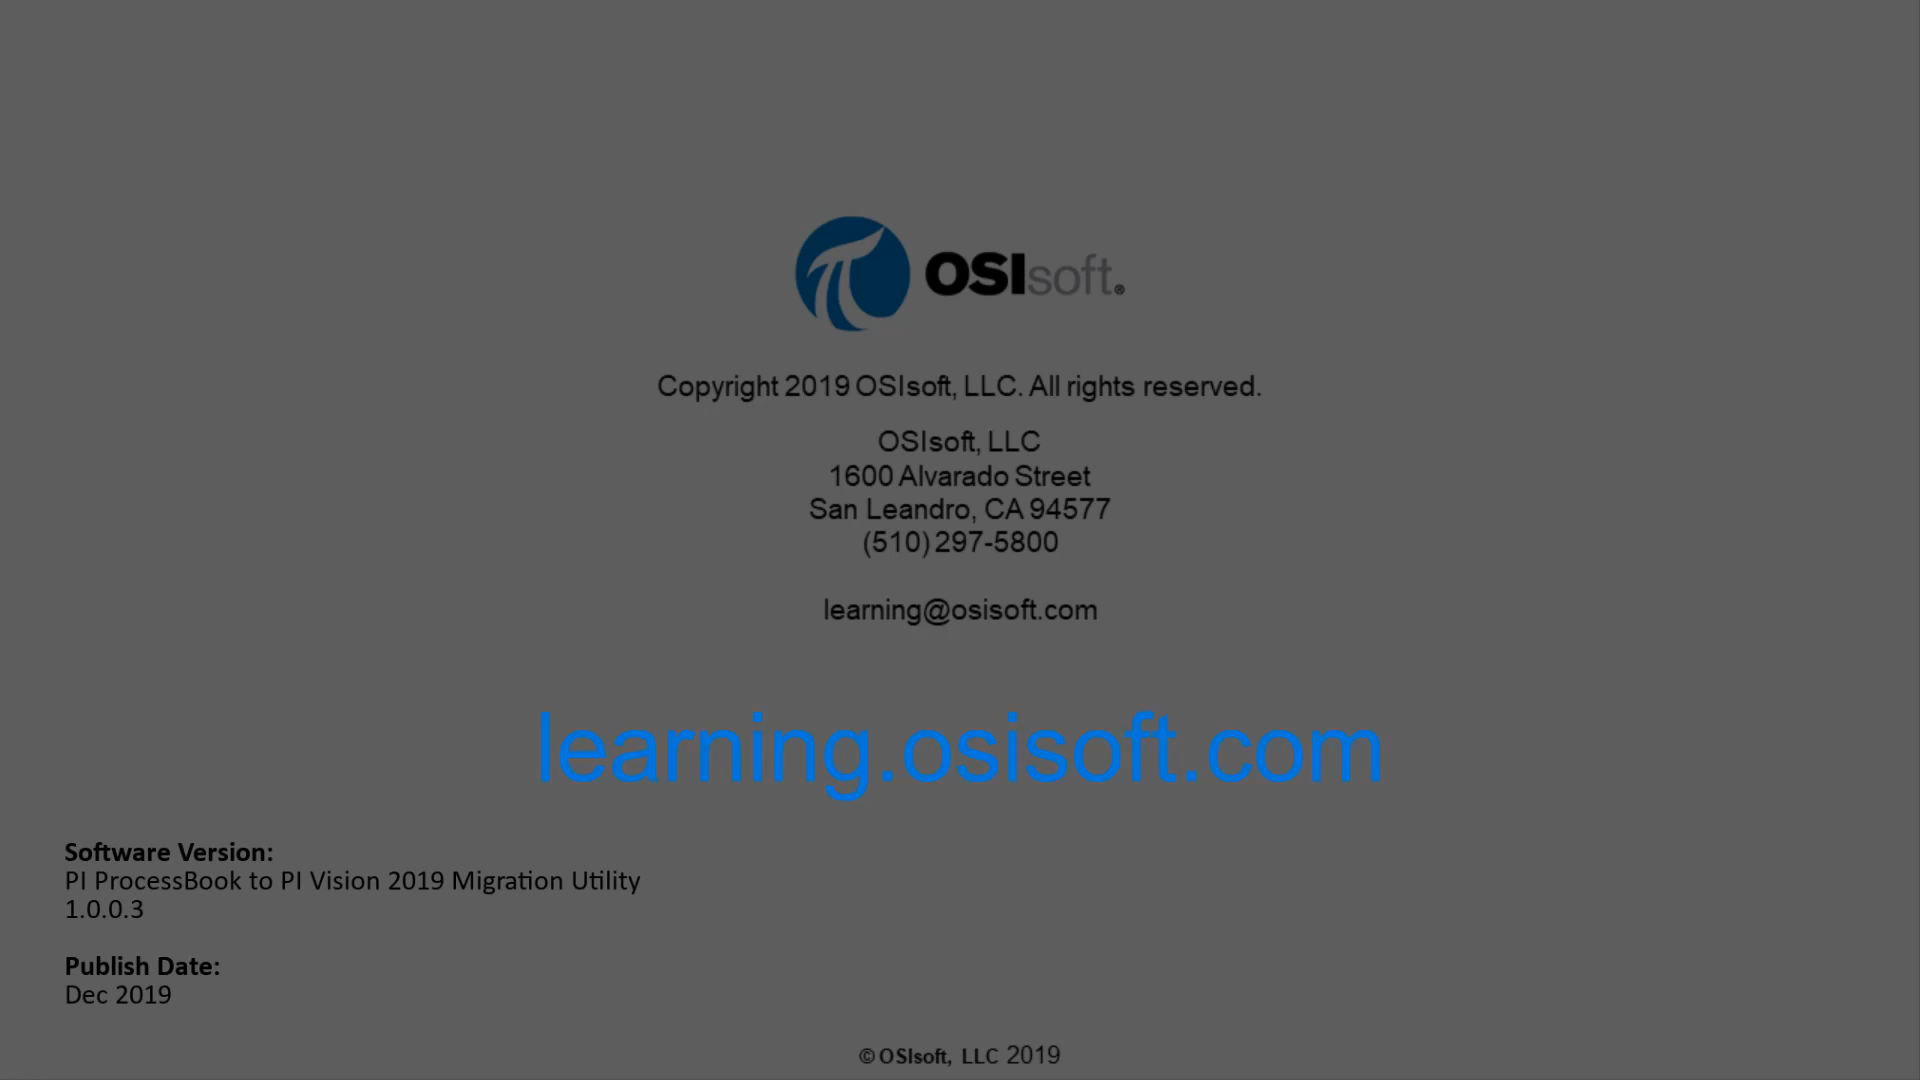 OSIsoft®
Copyright 2019 OSIsoft, LLC. All rights reserved.
OSIsoft, LLC
1600 Alvarado Street
San Leandro, CA 94577
(510) 297-5800
learning@osisoft.com
learning.osisoft.com
Software Version:
PI ProcessBook to PI Vision 2019 Migration Utility
1.0.0.3
Publish Date:
Dec 2019
© OSIsoft, LLC 2019